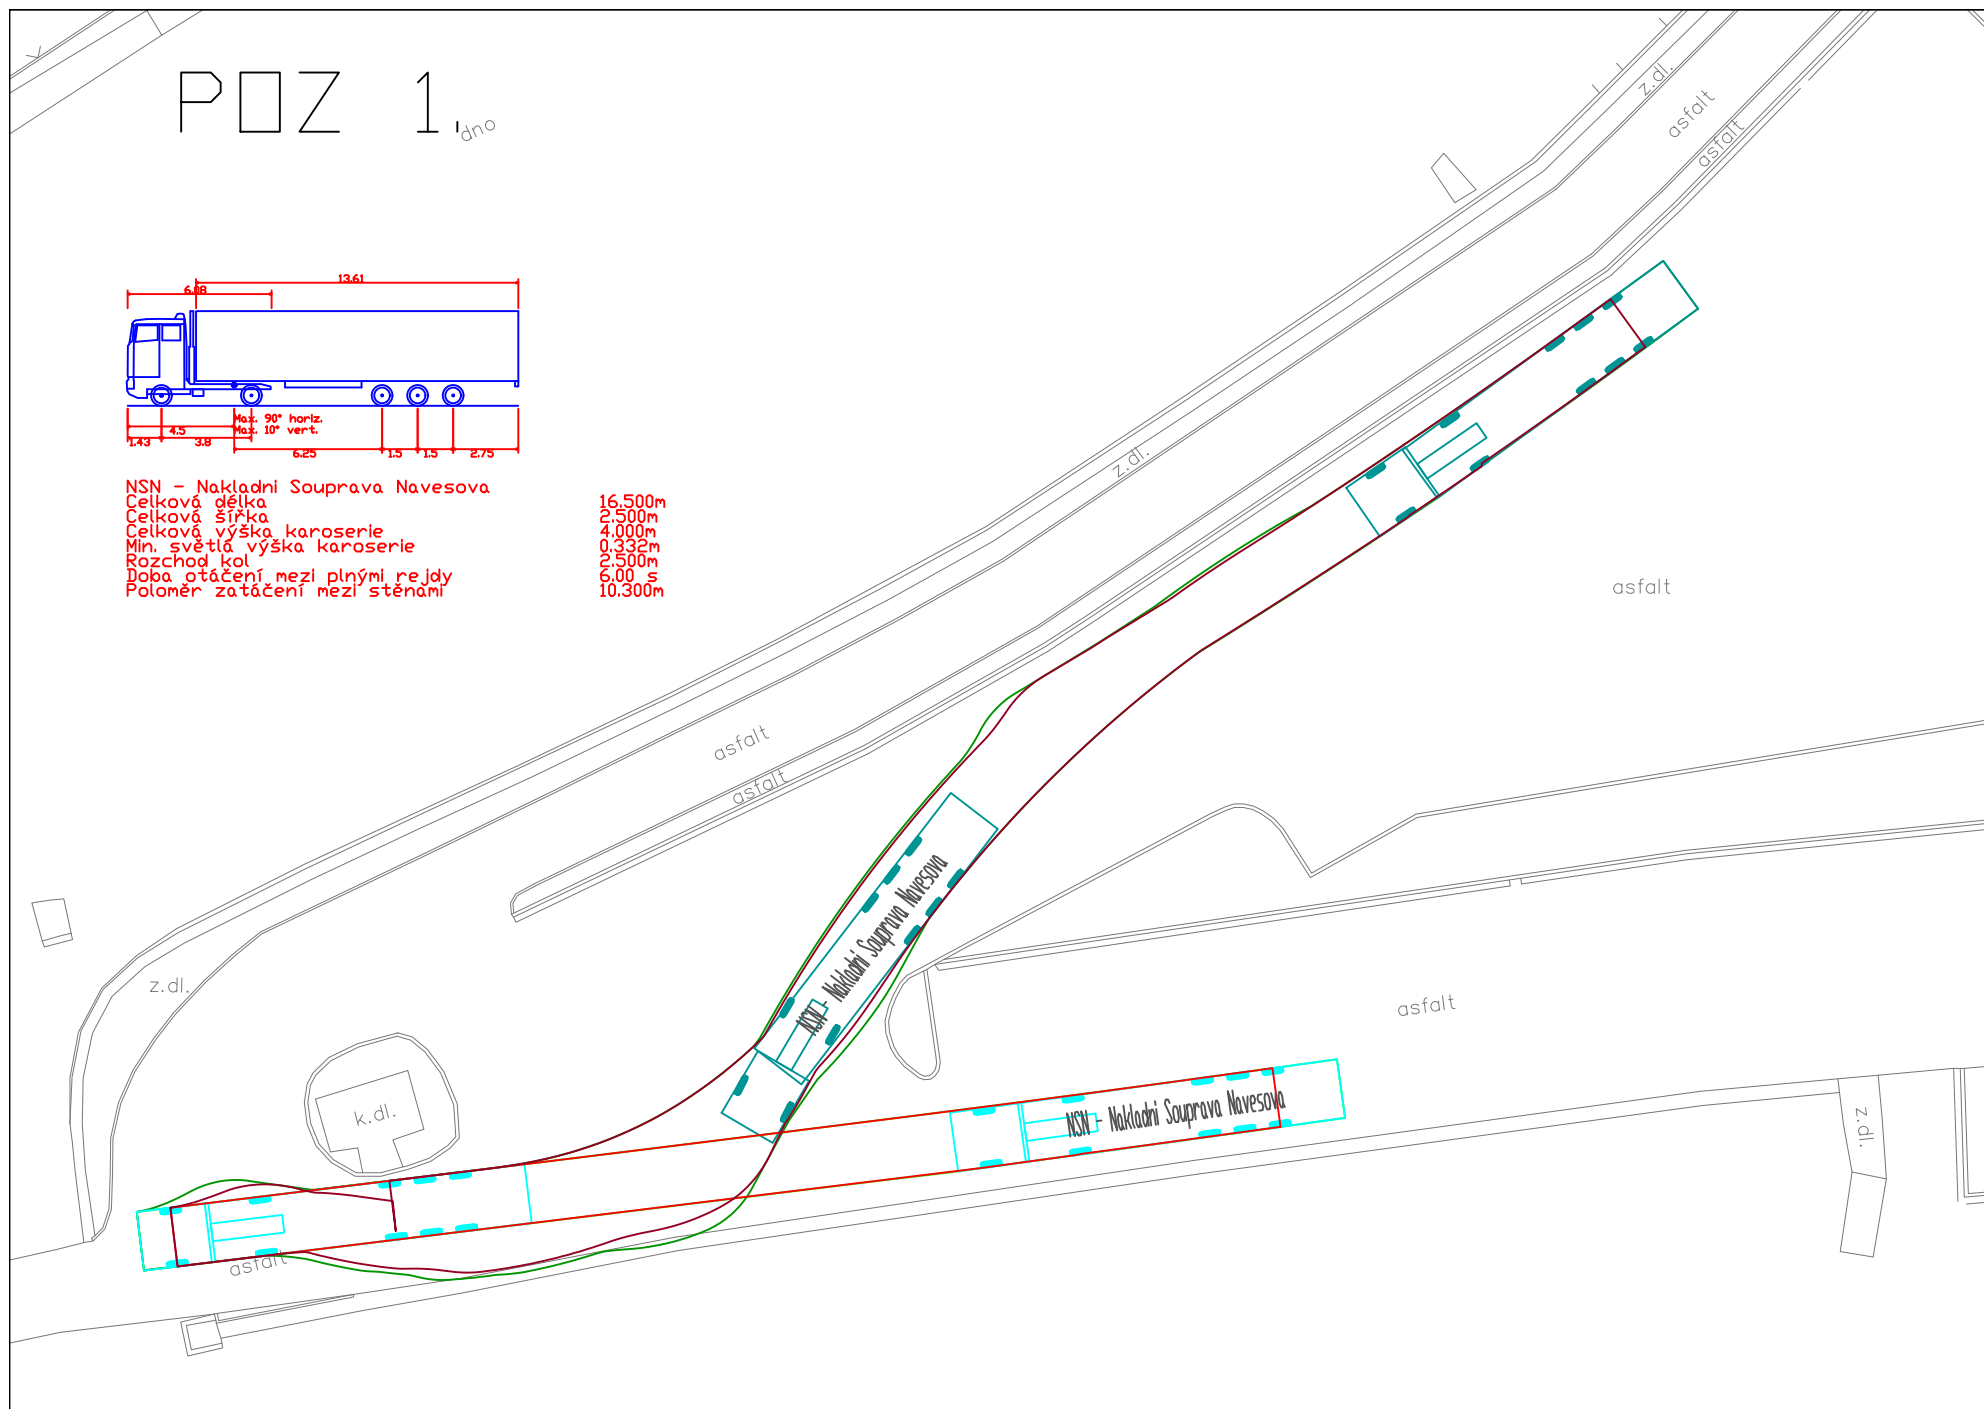 POZ 1.
dno
z.dl.
asfalt
asfalt
13.61
6.08
Max. 90° horiz.
Max. 10° vert.
4.5
1.43
3.8
6.25
1.5
1.5
2.75
NSN - Nakladni Souprava Navesova
Celková délka 16.500m
Celková šířka 2.500m
Celková výška karoserie 4.000m
Min. světlá výška karoserie 0.332m
Rozchod kol 2.500m
Doba otáčení mezi plnými rejdy 6.00 s
Poloměr zatáčení mezi stěnami 10.300m
z.dl.
asfalt
asfalt
asfalt
NSN - Nakladni Souprava Navesova
z.dl.
asfalt
k.dl.
NSN - Nakladni Souprava Navesova
z.dl.
asfalt